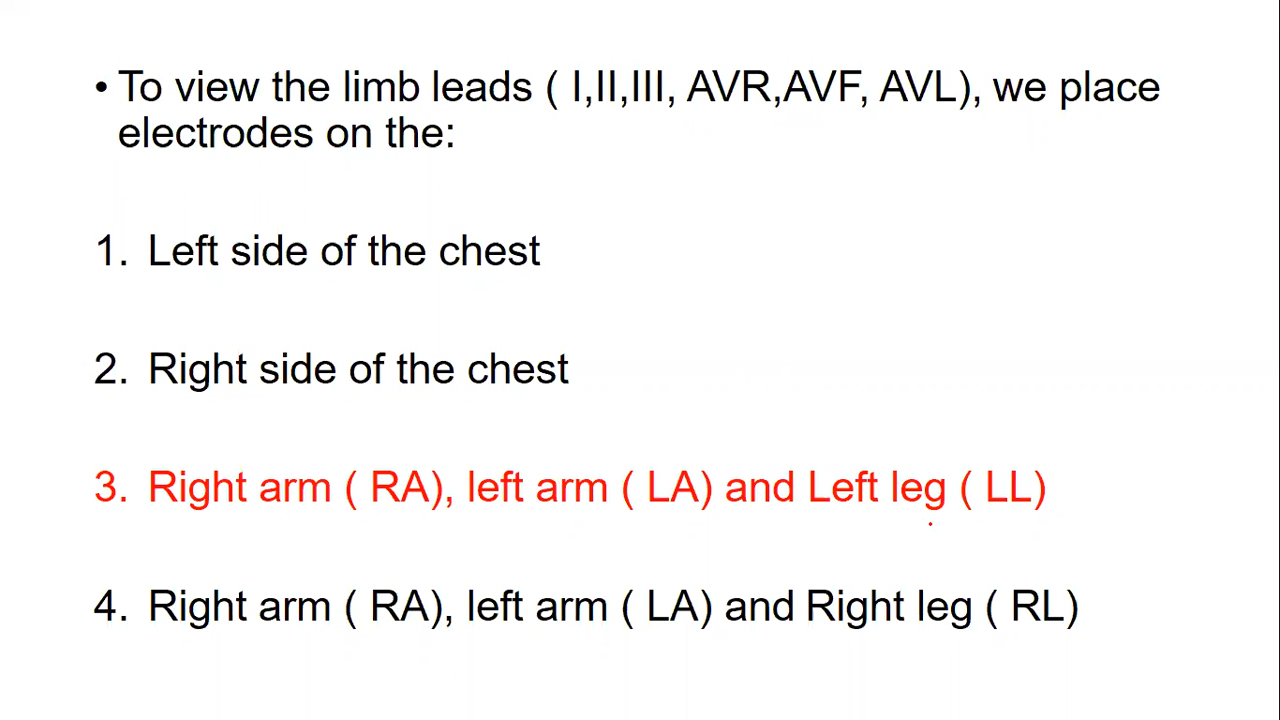 • To view the limb leads ( I,II,III, AVR,AVF, AVL), we place
electrodes on the:
1. Left side of the chest
2. Right side of the chest
3. Right arm ( RA), left arm ( LA) and Left leg ( LL)
4. Right arm ( RA), left arm ( LA) and Right leg ( RL)